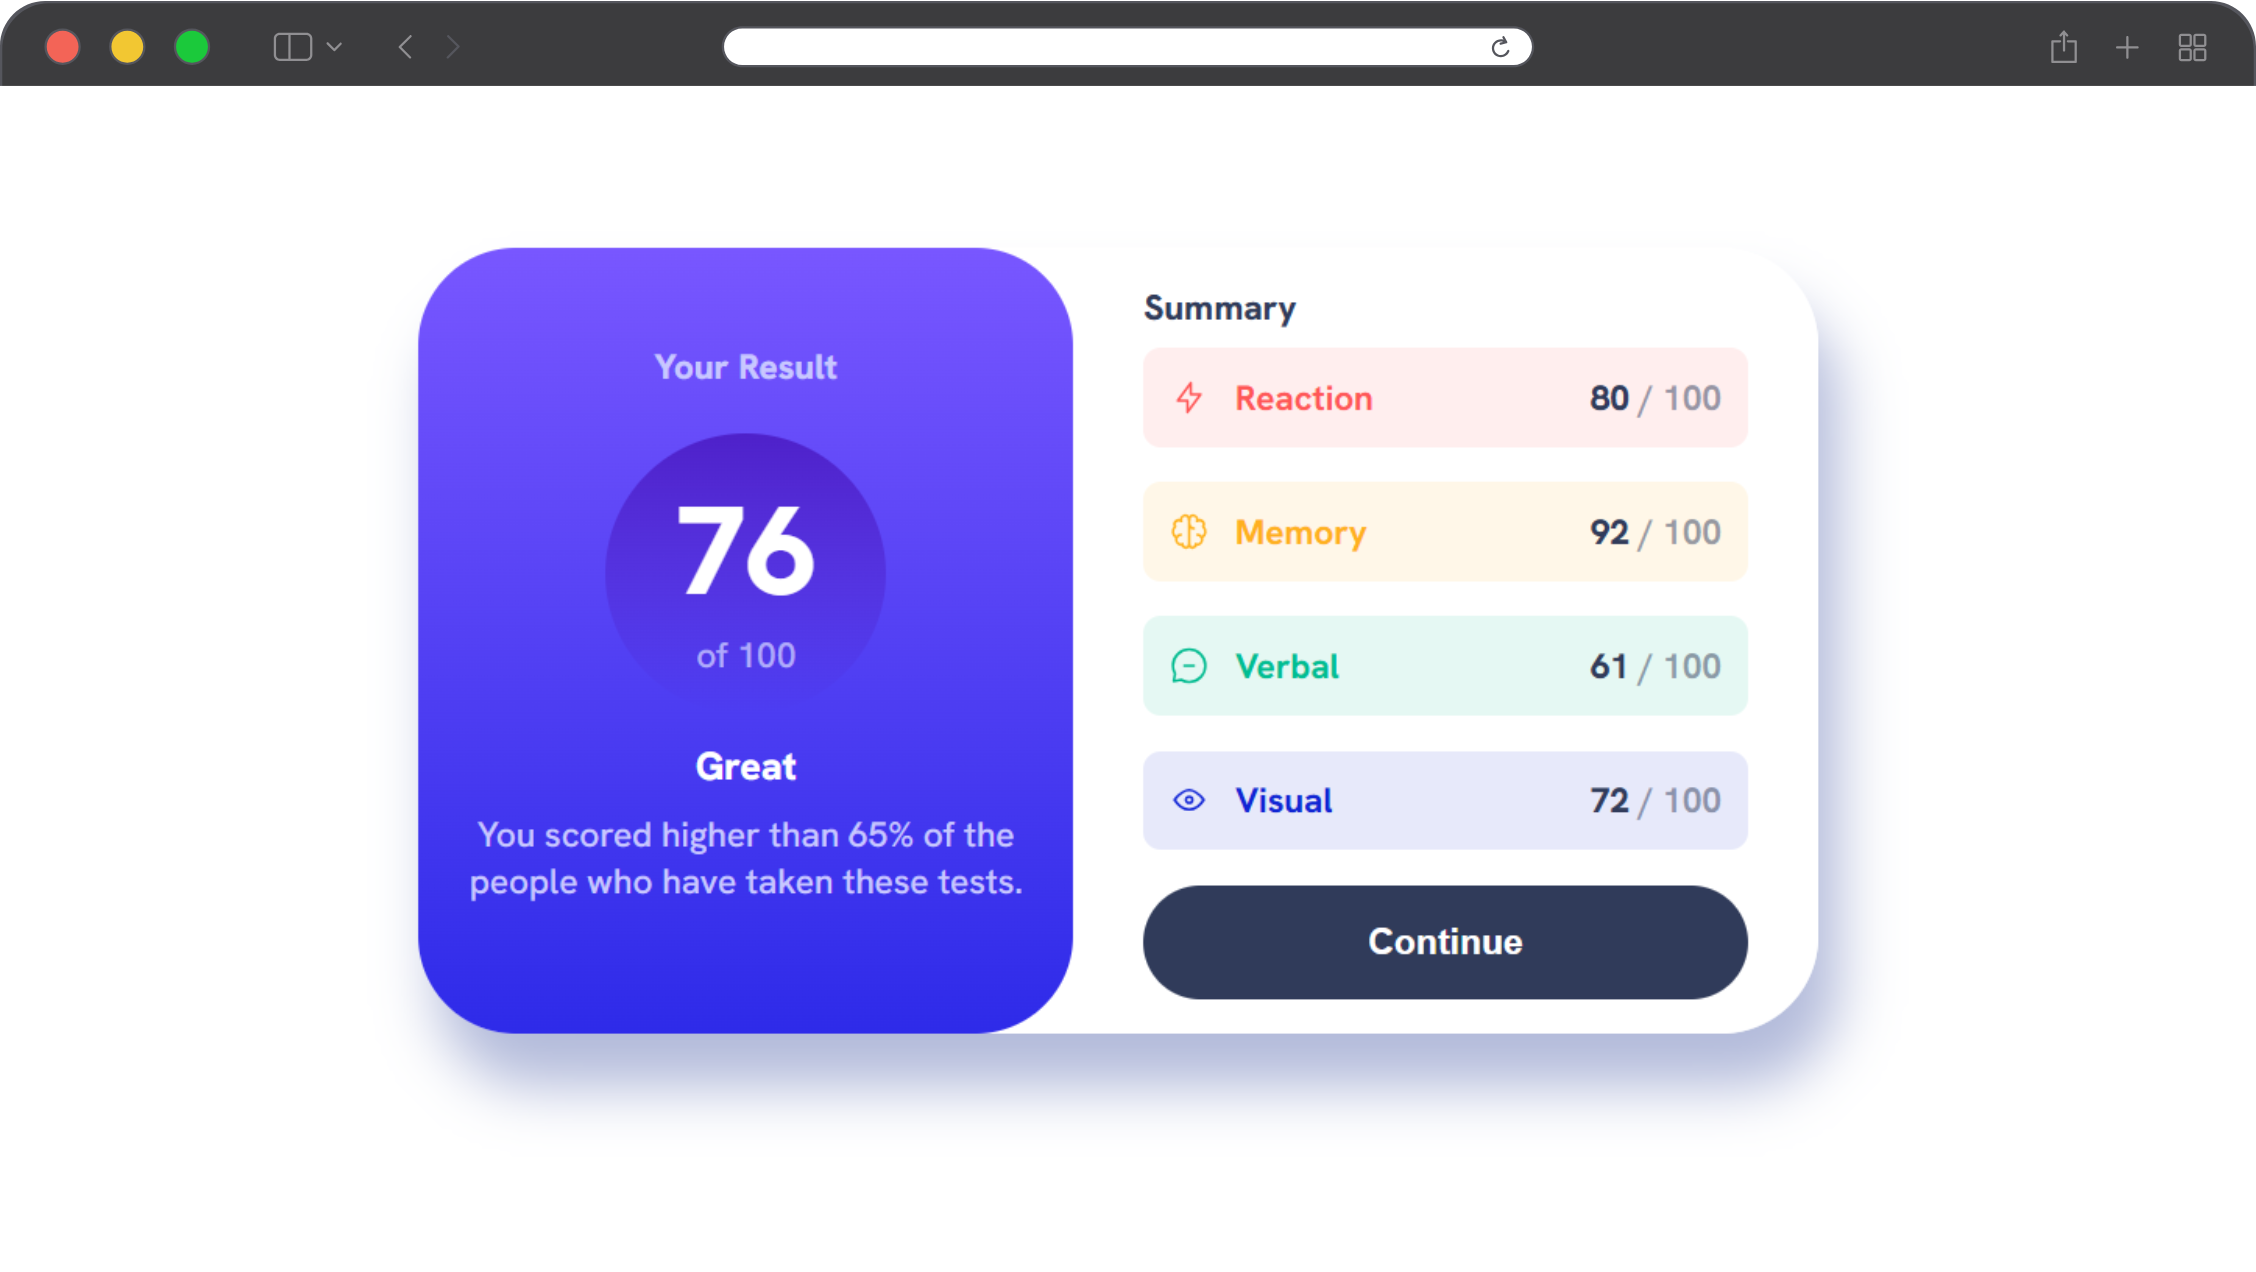 Your Result
76
of 100
Great
You scored higher than 65% of the
people who have taken these tests.
Summary
Reaction 80 / 100
Memory 92 / 100
Verbal 61 / 100
Visual 72 / 100
Continue